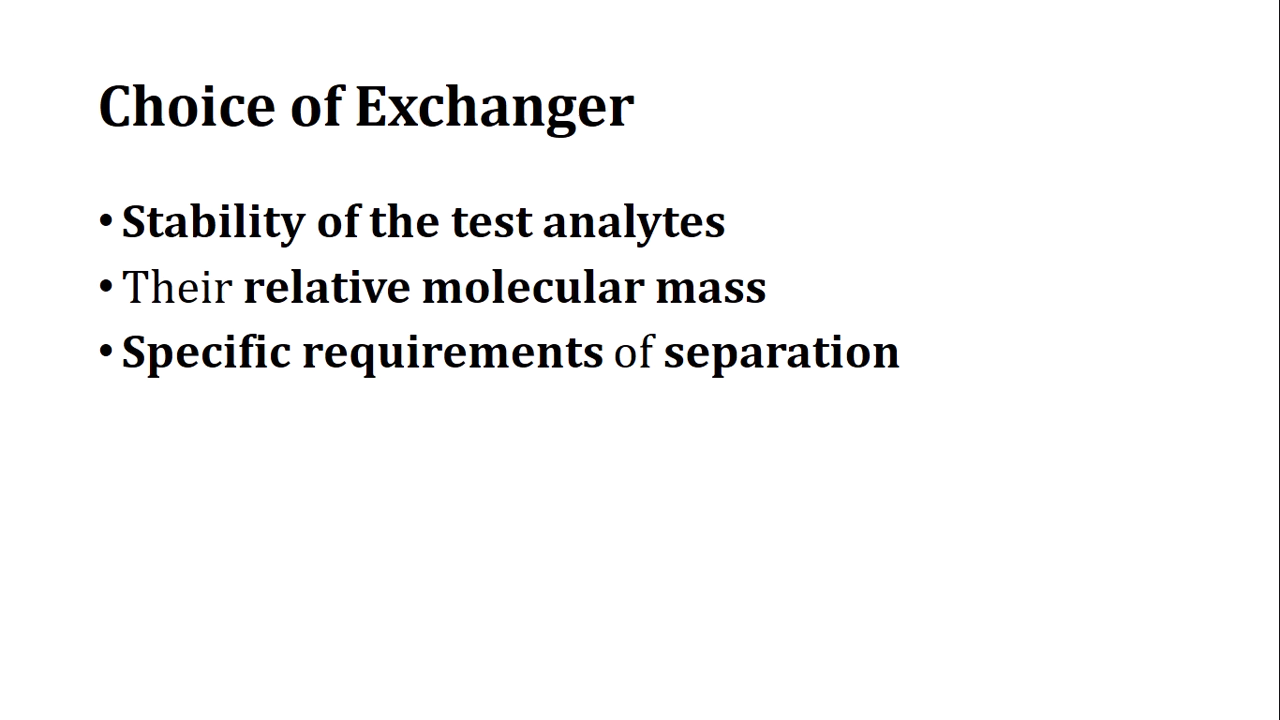 Choice of Exchanger
• Stability of the test analytes
• Their relative molecular mass
• Specific requirements of separation